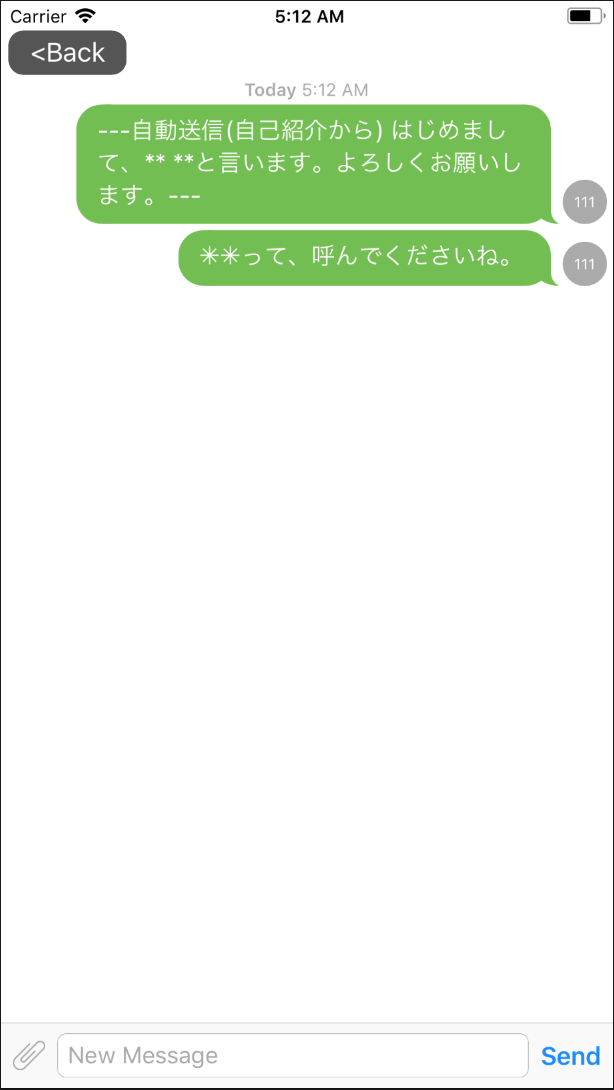 Carrier 5:12 AM
<Back
Today 5:12 AM
---自動送信(自己紹介から) はじめまし
て、** **と言います。よろしくお願いし
ます。---
111
✳︎✳︎って、呼んでくださいね。
111
New Message Send